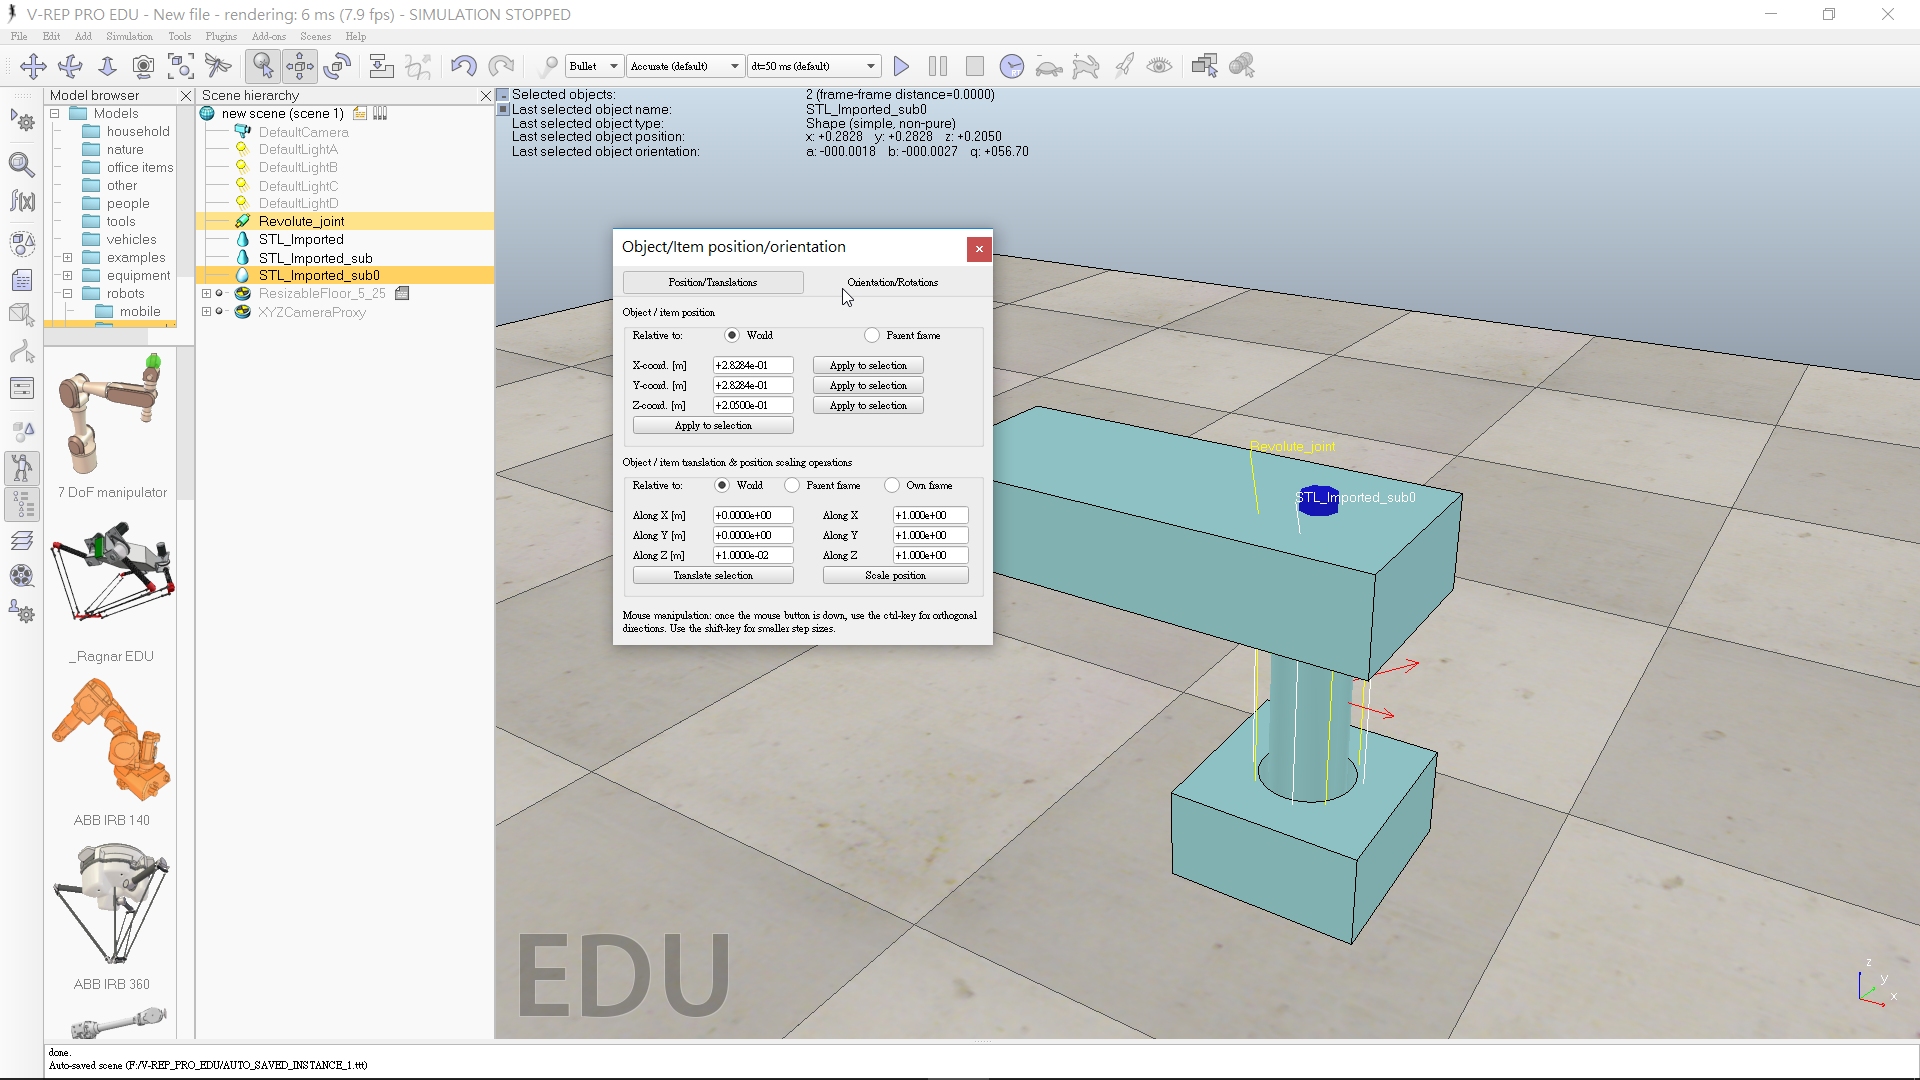 V-REP PRO EDU - New file - rendering: 6 ms (7.9 fps) - SIMULATION STOPPED
File Edit Add Simulation Tools Plugins Add-ons Scenes Help
Bullet Accurate (default) dt=50 ms (default)
Model browser
Models
household
nature
office items
other
people
tools
vehicles
examples
equipment
robots
mobile
7 DoF manipulator
_Ragnar EDU
ABB IRB 140
ABB IRB 360
Scene hierarchy
new scene (scene 1)
DefaultCamera
DefaultLightA
DefaultLightB
DefaultLightC
DefaultLightD
Revolute_joint
STL_Imported
STL_Imported_sub
STL_Imported_sub0
ResizableFloor_5_25
XYZCameraProxy
Selected objects: 2 (frame-frame distance=0.0000)
Last selected object name: STL_Imported_sub0
Last selected object type: Shape (simple, non-pure)
Last selected object position: x: +0.2828 y: +0.2828 z: +0.2050
Last selected object orientation: a: -000.0018 b: -000.0027 g: +056.70
Object/Item position/orientation
Position/Translations Orientation/Rotations
Object / item position
Relative to: World Parent frame
X-coord. [m] +2.8284e-01 Apply to selection
Y-coord. [m] +2.8284e-01 Apply to selection
Z-coord. [m] +2.0500e-01 Apply to selection
Apply to selection
Object / item translation & position scaling operations
Relative to: World Parent frame Own frame
Along X [m] +0.0000e+00 Along X +1.000e+00
Along Y [m] +0.0000e+00 Along Y +1.000e+00
Along Z [m] +1.0000e-02 Along Z +1.000e+00
Translate selection Scale position
Mouse manipulation: once the mouse button is down, use the ctrl-key for orthogonal
directions. Use the shift-key for smaller step sizes.
Revolute_joint
STL_Imported_sub0
EDU
z
y
x
done.
Auto-saved scene (F:/V-REP_PRO_EDU/AUTO_SAVED_INSTANCE_1.ttt)